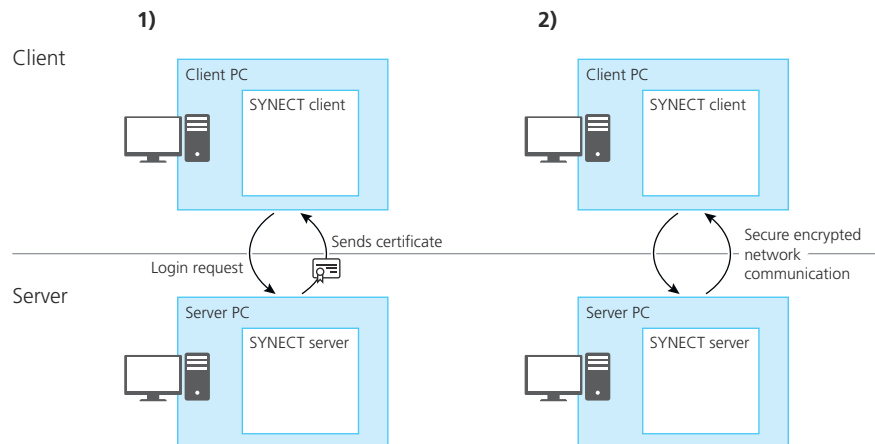 1)
2)
Client
Client PC
SYNECT client
Client PC
SYNECT client
Sends certificate
Login request
Secure encrypted
network
communication
Server
Server PC
SYNECT server
Server PC
SYNECT server